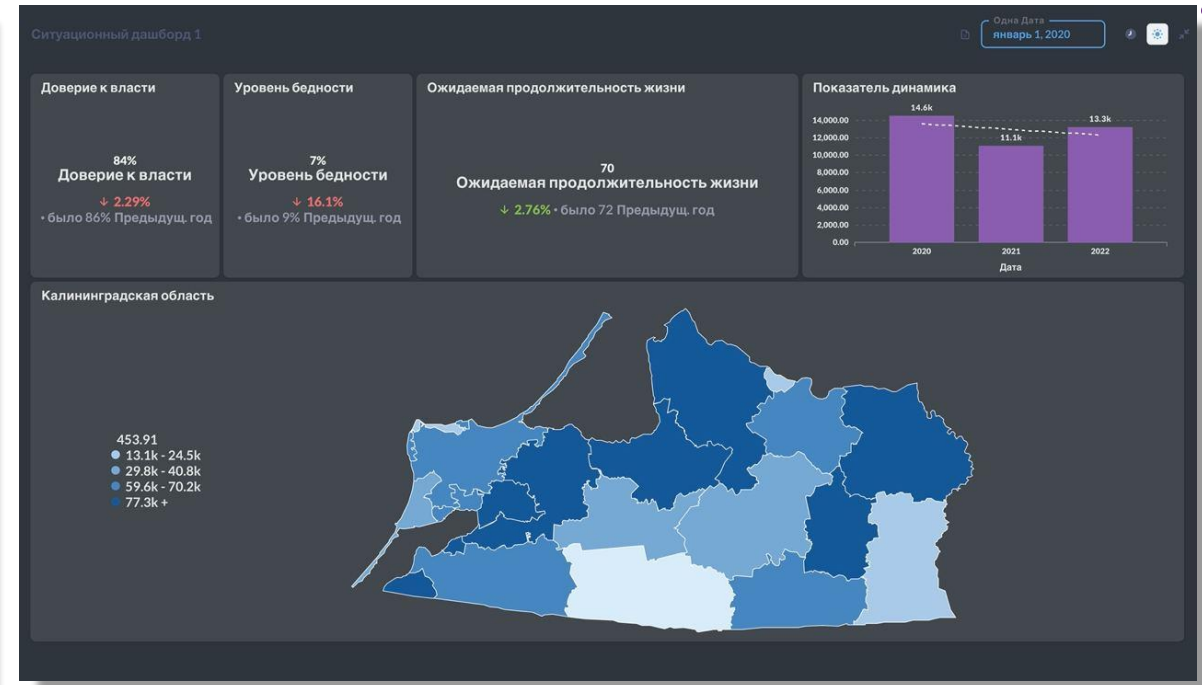 Ситуационный дашборд 1
Одна Дата
январь 1, 2020
Доверие к власти
84%
Доверие к власти
↓ 2.29%
• было 86% Предыдущ. год
Уровень бедности
7%
Уровень бедности
↓ 16.1%
• было 9% Предыдущ. год
Ожидаемая продолжительность жизни
70
Ожидаемая продолжительность жизни
↓ 2.76% • было 72 Предыдущ. год
Показатель динамика
14,000.00
12,000.00
10,000.00
8,000.00
6,000.00
4,000.00
2,000.00
0.00
14.6k
11.1k
13.3k
2020
2021
2022
Дата
Калининградская область
453.91
13.1k - 24.5k
29.8k - 40.8k
59.6k - 70.2k
77.3k +